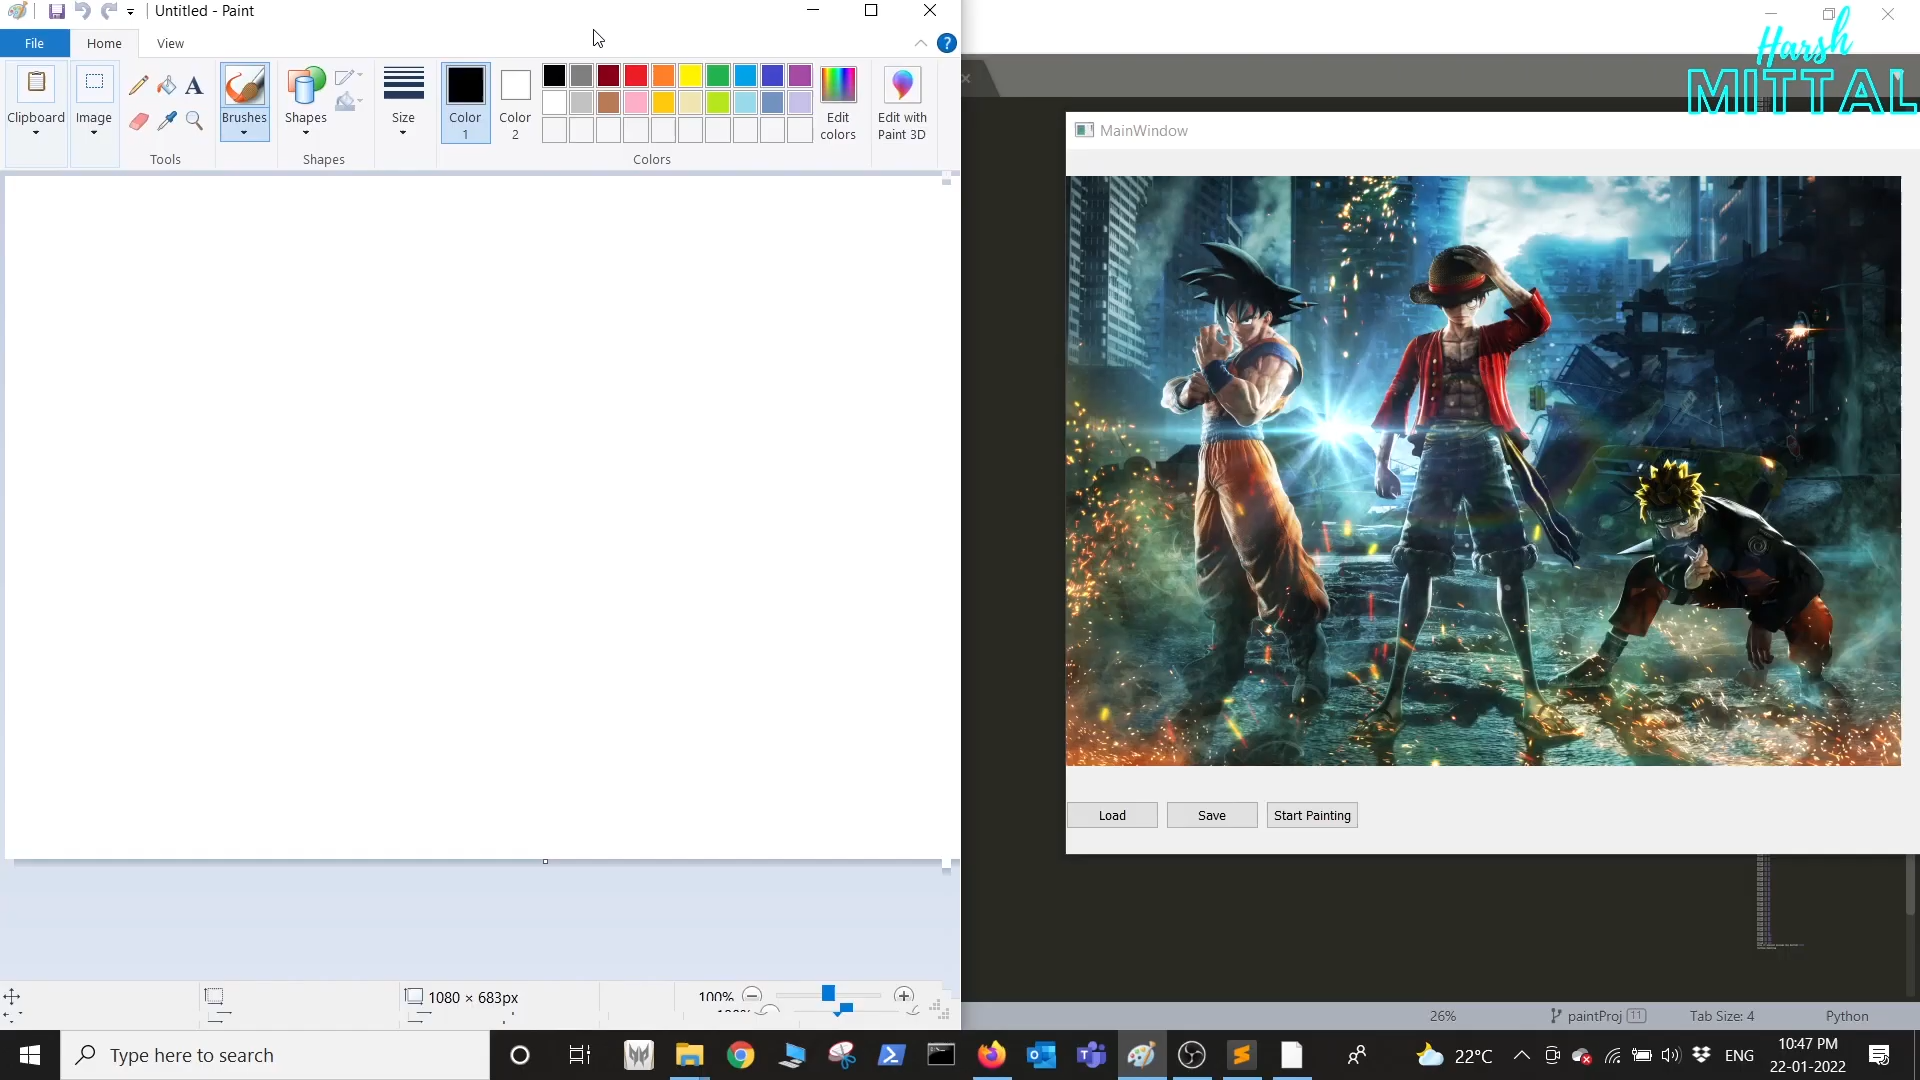 Untitled - Paint
File
Home
View
Clipboard
Image
Tools
Brushes
Shapes
Shapes
Size
Color
1
Color
2
Colors
Edit
colors
Edit with
Paint 3D
Harsh
MITTAL
MainWindow
Load
Save
Start Painting
1080 × 683px
100%
26%
paintProj
11
Tab Size: 4
Python
Type here to search
22°C
ENG
10:47 PM
22-01-2022